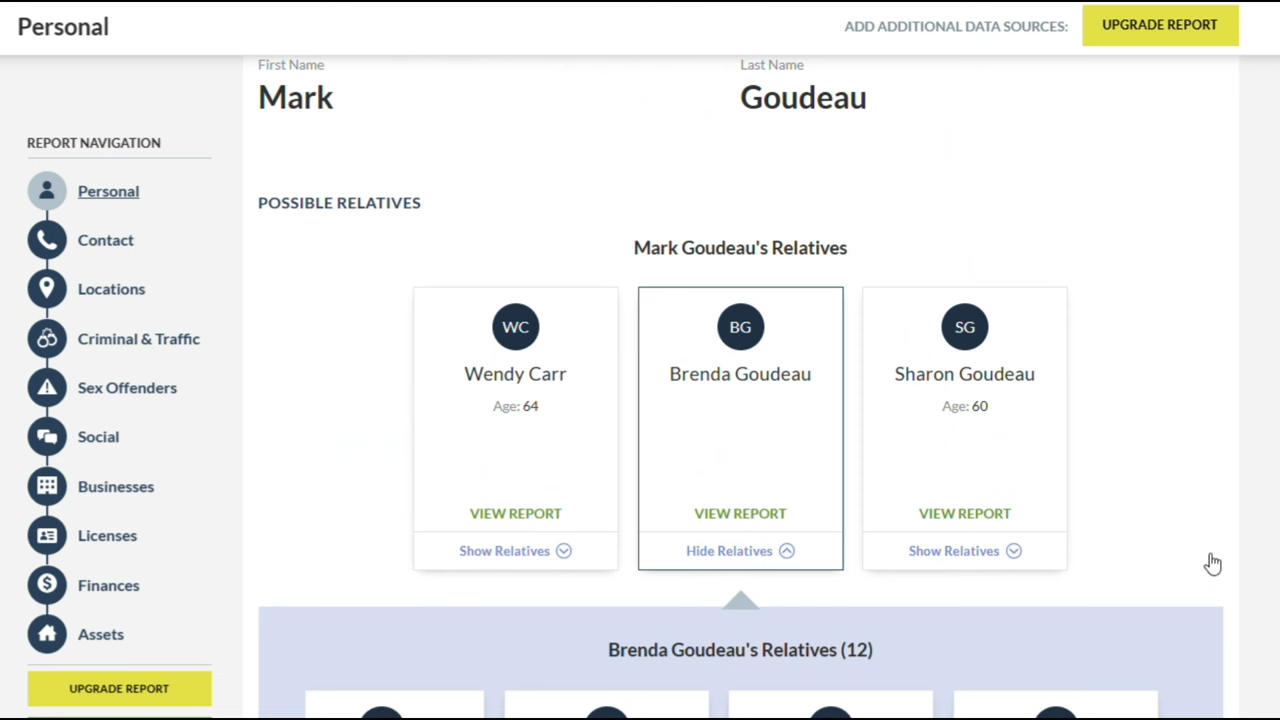 Personal
ADD ADDITIONAL DATA SOURCES:
UPGRADE REPORT
First Name
Last Name
Mark
Goudeau
REPORT NAVIGATION
Personal
Contact
Locations
Criminal & Traffic
Sex Offenders
Social
Businesses
Licenses
Finances
Assets
UPGRADE REPORT
POSSIBLE RELATIVES
Mark Goudeau's Relatives
WC
Wendy Carr
Age: 64
VIEW REPORT
Show Relatives
BG
Brenda Goudeau
VIEW REPORT
Hide Relatives
SG
Sharon Goudeau
Age: 60
VIEW REPORT
Show Relatives
Brenda Goudeau's Relatives (12)